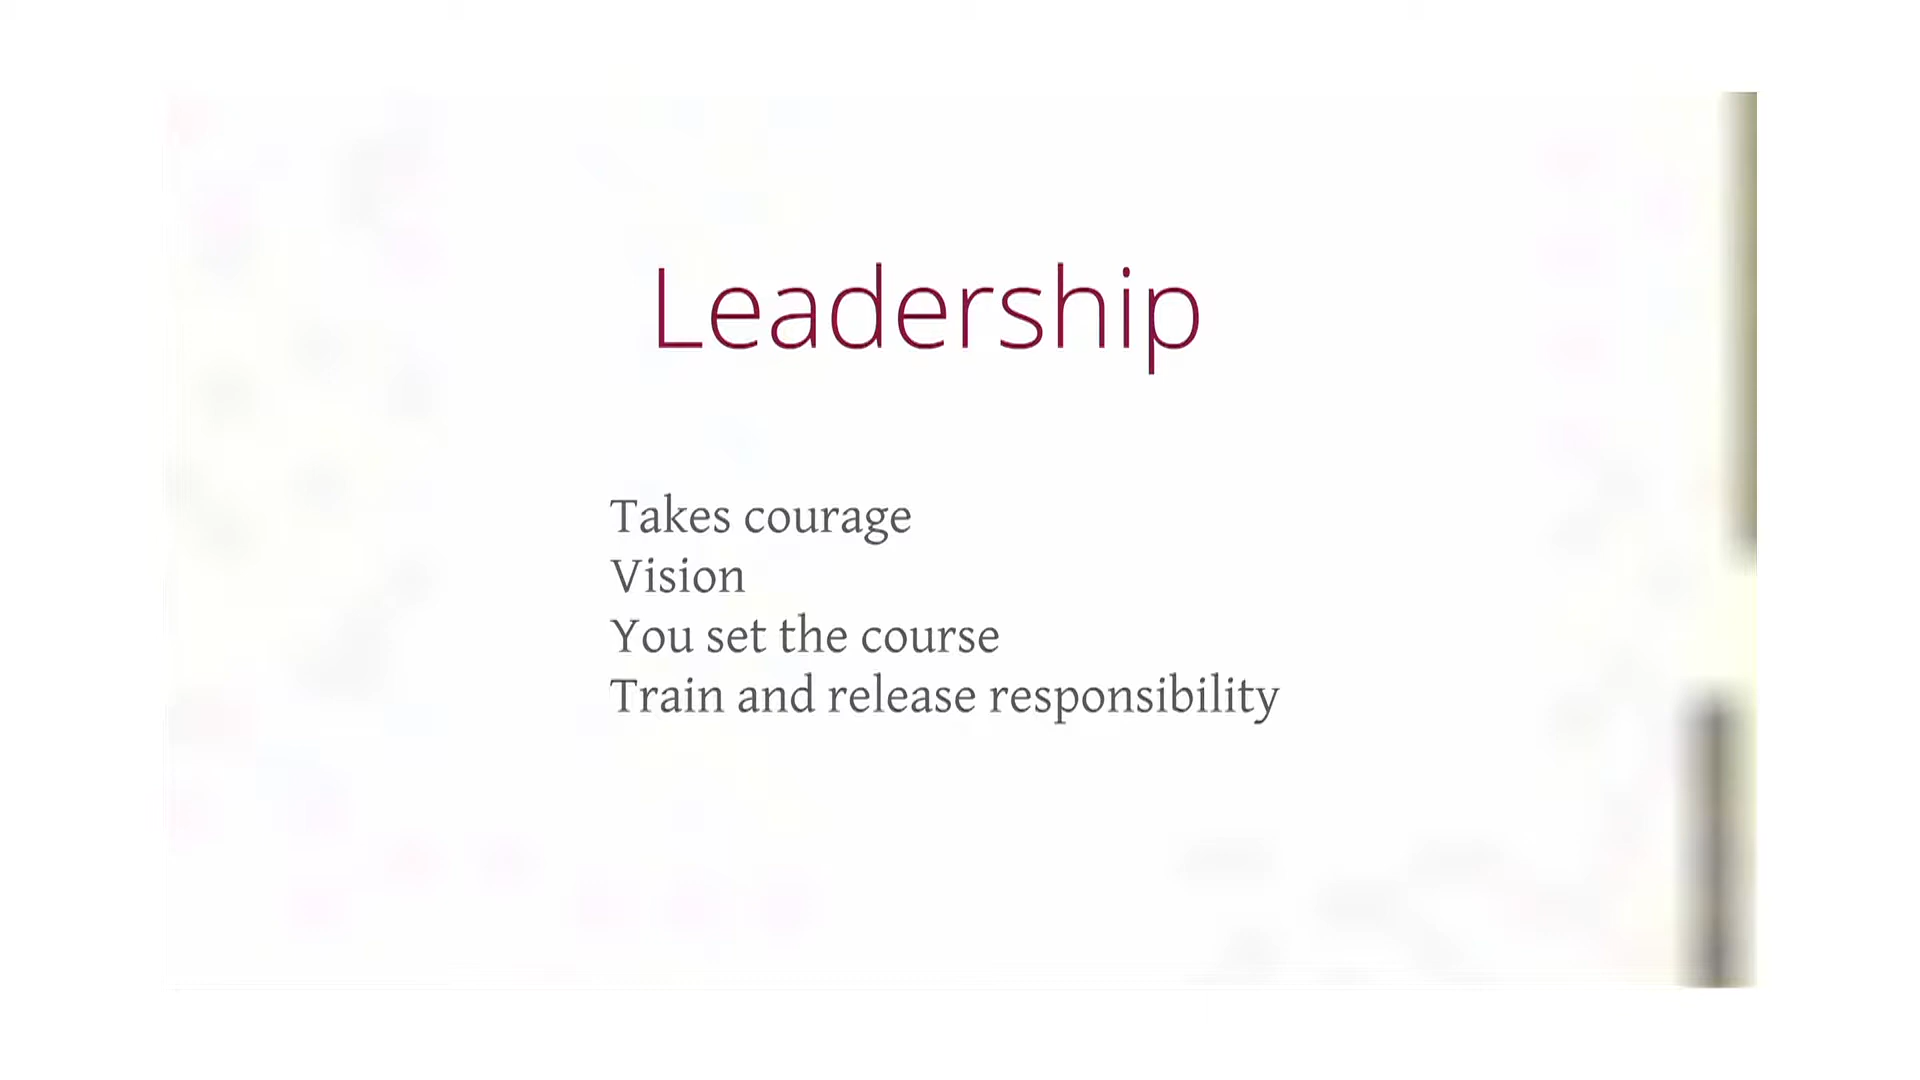 Leadership
Takes courage
Vision
You set the course
Train and release responsibility